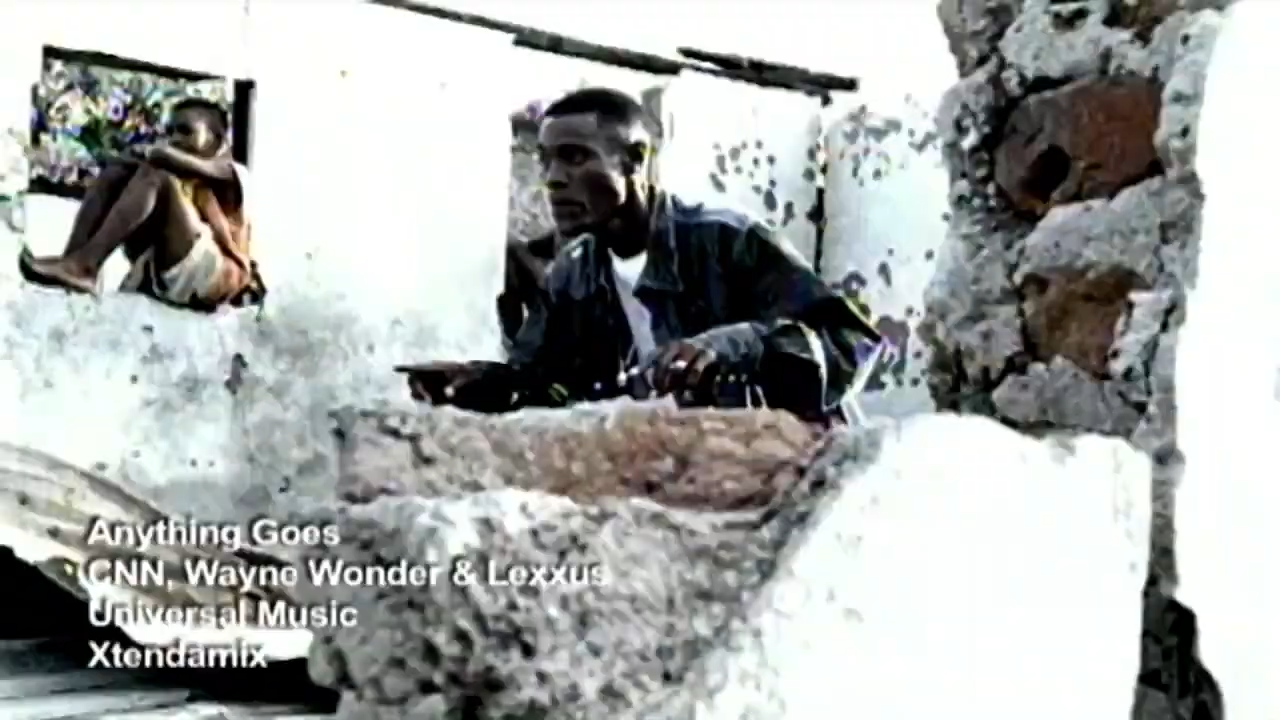 Anything Goes
CNN, Wayne Wonder & Lexxus
Universal Music
Xtendamix